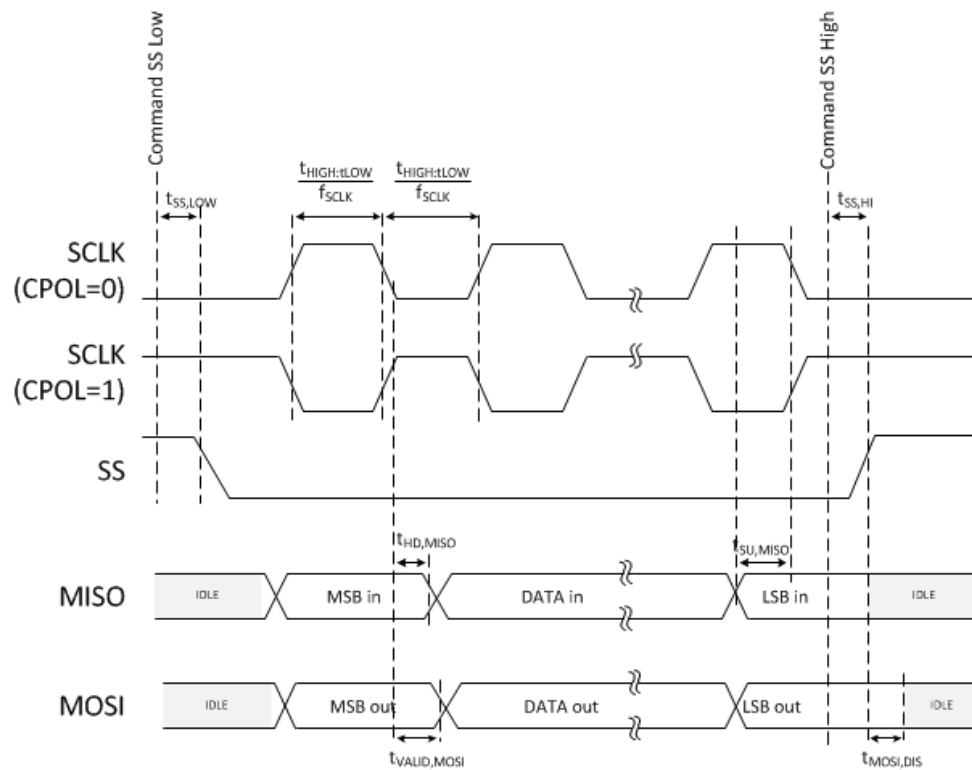 Command SS Low
Command SS High
tHIGH:tLOW
fSCLK
tHIGH:tLOW
fSCLK
tSS,LOW
tSS,HI
SCLK
(CPOL=0)
SCLK
(CPOL=1)
SS
tHD,MISO
tSU,MISO
MISO
IDLE
MSB in
DATA in
LSB in
IDLE
MOSI
IDLE
MSB out
DATA out
LSB out
IDLE
tVALID,MOSI
tMOSI,DIS